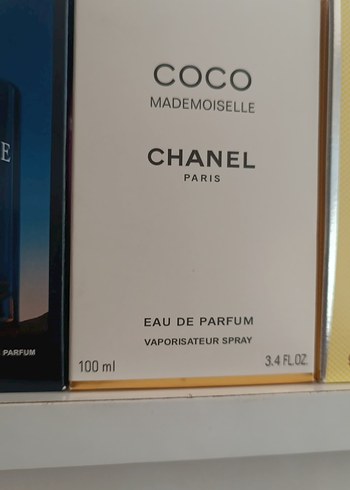 COCO
MADEMOISELLE
CHANEL
PARIS
EAU DE PARFUM
VAPORISATEUR SPRAY
100 ml 3.4 FL.OZ
E
PARFUM